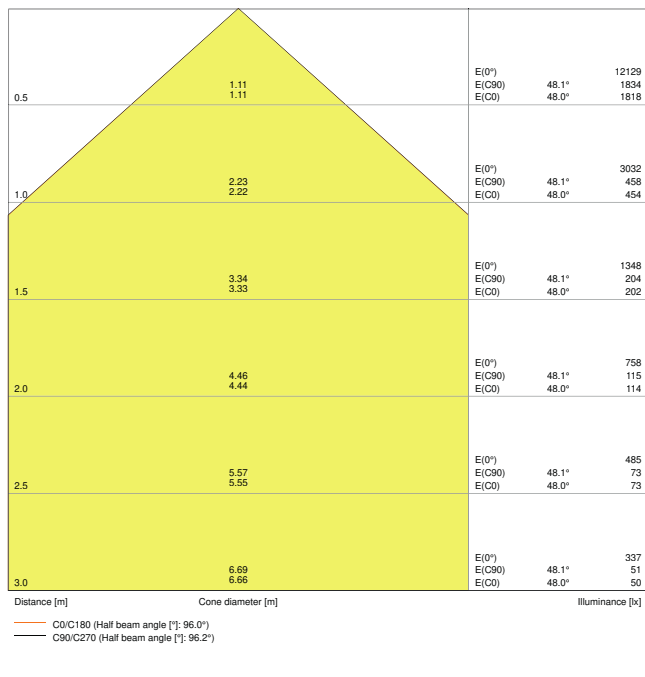 E(0°) 12129
1.11 E(C90) 48.1° 1834
0.5 1.11 E(C0) 48.0° 1818
E(0°) 3032
2.23 E(C90) 48.1° 458
1.0 2.22 E(C0) 48.0° 454
E(0°) 1348
3.34 E(C90) 48.1° 204
1.5 3.33 E(C0) 48.0° 202
E(0°) 758
4.46 E(C90) 48.1° 115
2.0 4.44 E(C0) 48.0° 114
E(0°) 485
5.57 E(C90) 48.1° 73
2.5 5.55 E(C0) 48.0° 73
E(0°) 337
6.69 E(C90) 48.1° 51
3.0 6.66 E(C0) 48.0° 50
Distance [m] Cone diameter [m] Illuminance [lx]
C0/C180 (Half beam angle [°]: 96.0°)
C90/C270 (Half beam angle [°]: 96.2°)